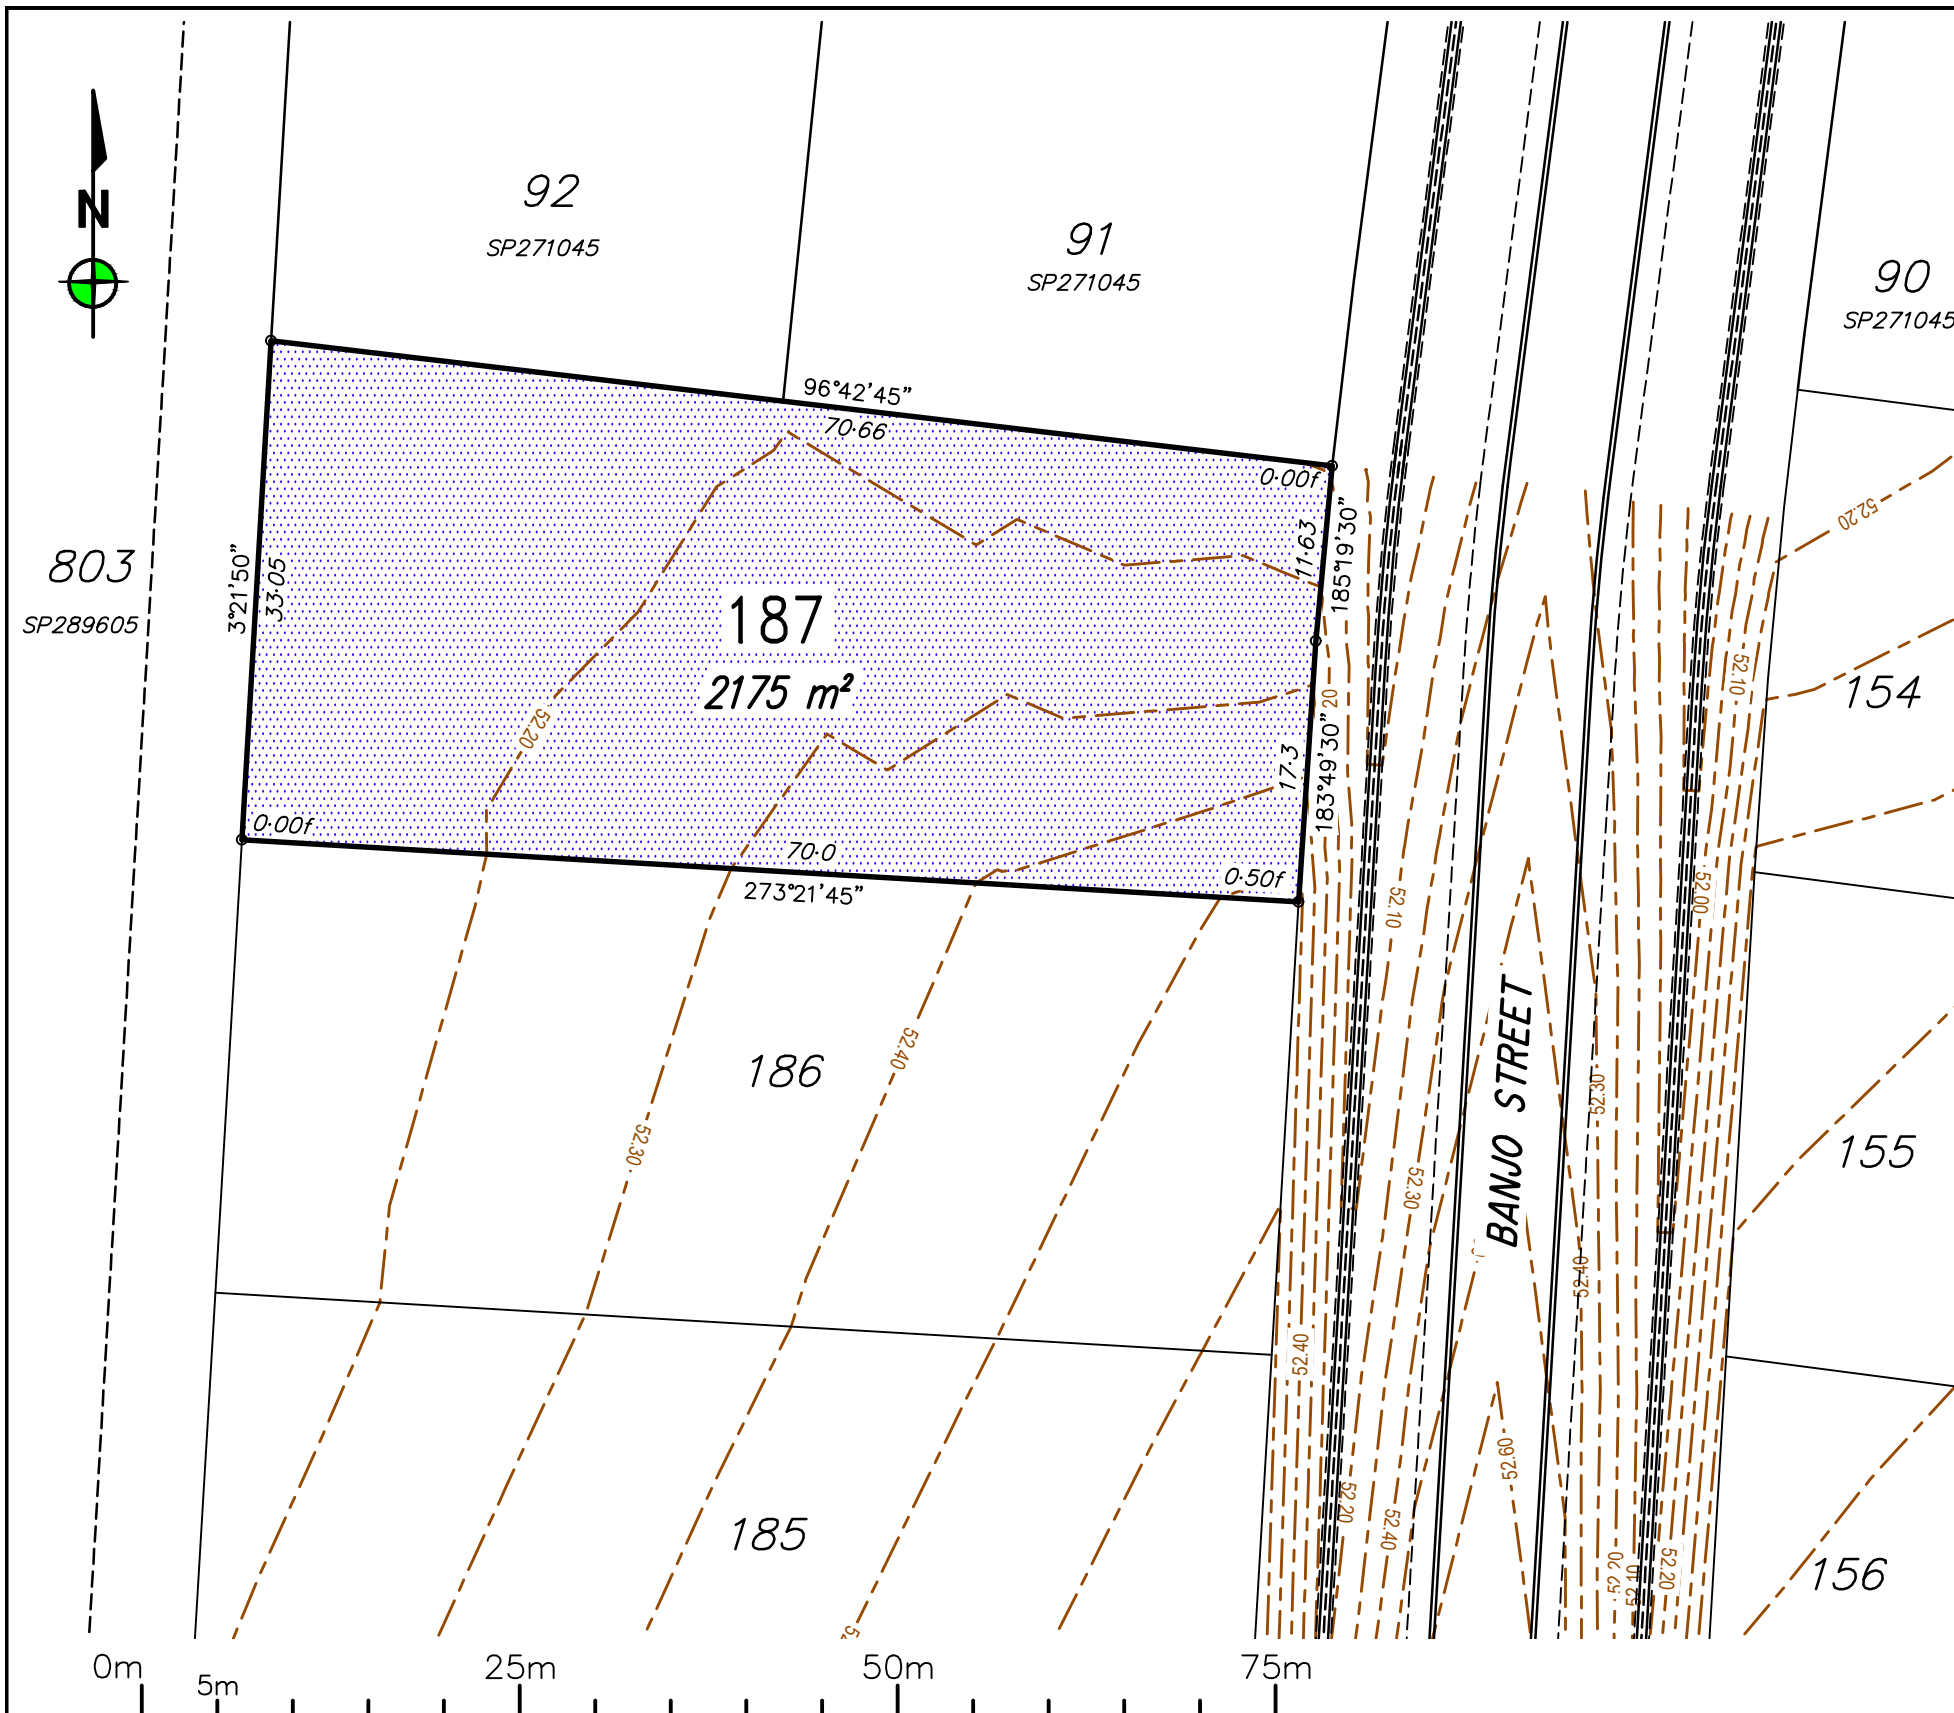 N
92
SP271045
91
SP271045
90
SP271045
96°42'45”
70·66
0·00f
52.20
11·63
185°19'30”
803
SP289605
3°21'50”
33·05
187
2175 m²
52.10
154
52.20
17·3
183°49'30”
0·00f
70·0
0·50f
273°21'45”
52.10
52.00
BANJO STREET
186
52.40
52.30
52.30
155
52.30
52.40
52.40
52.60
185
52.20
52.40
52.20
52.10
52.20
156
0m
5m
25m
50m
75m